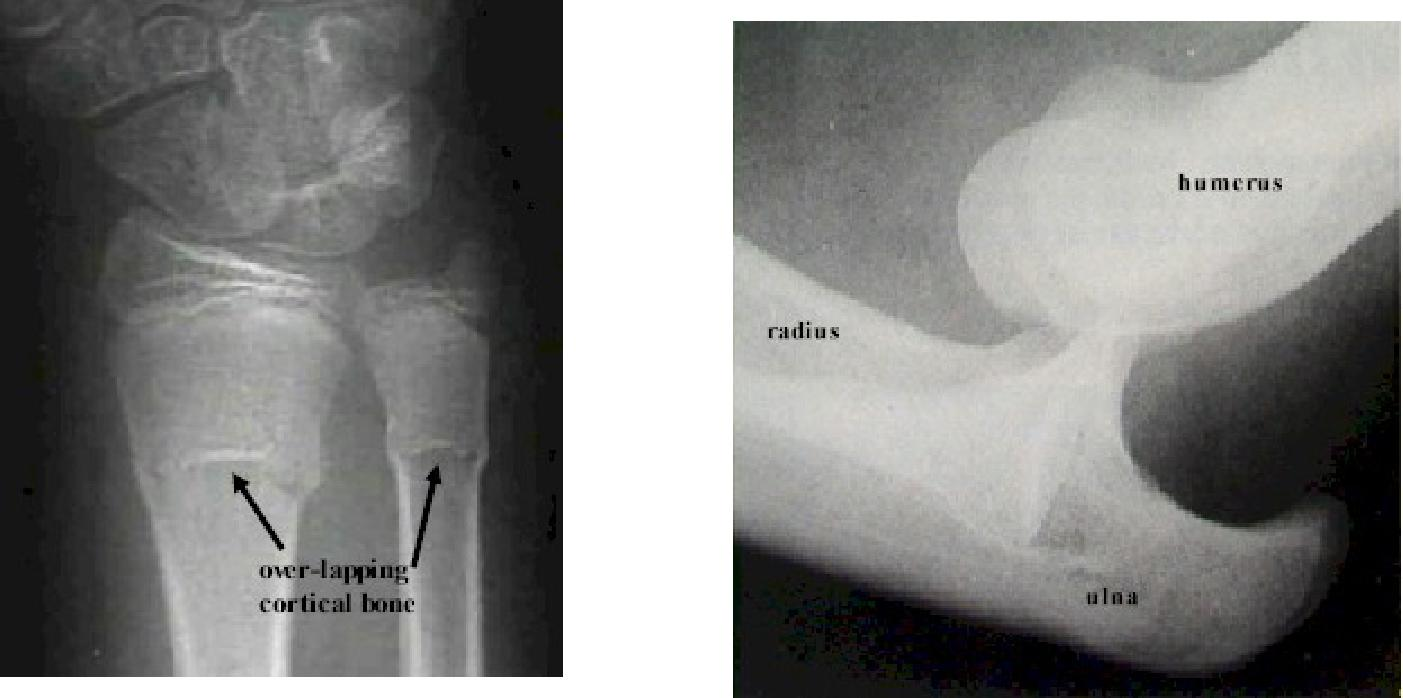 over-lapping
cortical bone
humerus
radius
ulna